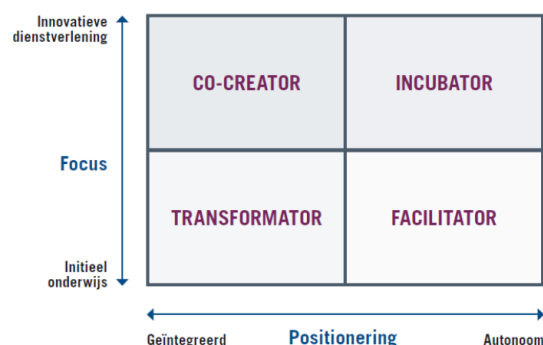 Innovatieve
dienstverlening
CO-CREATOR
INCUBATOR
Focus
TRANSFORMATOR
FACILITATOR
Initieel
onderwijs
Geïntegreerd
Positionering
Autonoom